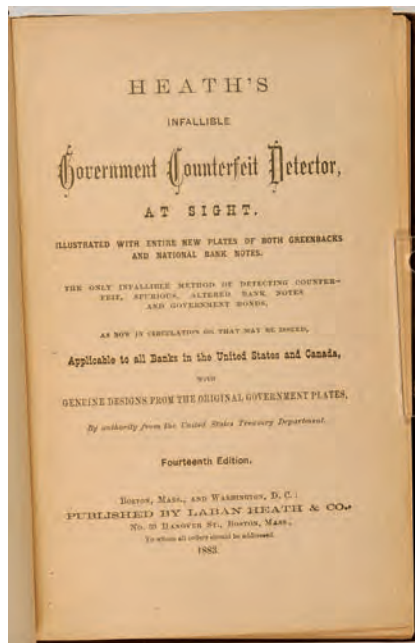 HEATH'S
INFALLIBLE
Government Counterfeit Detector,
AT SIGHT.
ILLUSTRATED WITH ENTIRE NEW PLATES OF BOTH GREENBACKS
AND NATIONAL BANK NOTES.
THE ONLY INFALLIBLE METHOD OF DETECTING COUNTER-
FEIT, SPURIOUS, ALTERED BANK NOTES
AND GOVERNMENT BONDS,
AS NOW IN CIRCULATION OR THAT MAY BE ISSUED,
Applicable to all Banks in the United States and Canada,
WITH
GENUINE DESIGNS FROM THE ORIGINAL GOVERNMENT PLATES,
By authority from the United States Treasury Department.
Fourteenth Edition.
BOSTON, MASS., AND WASHINGTON, D. C.:
PUBLISHED BY LABAN HEATH & CO.,
HANOVER ST., BOSTON, MASS.,
To whom all orders should be addressed.
1883.